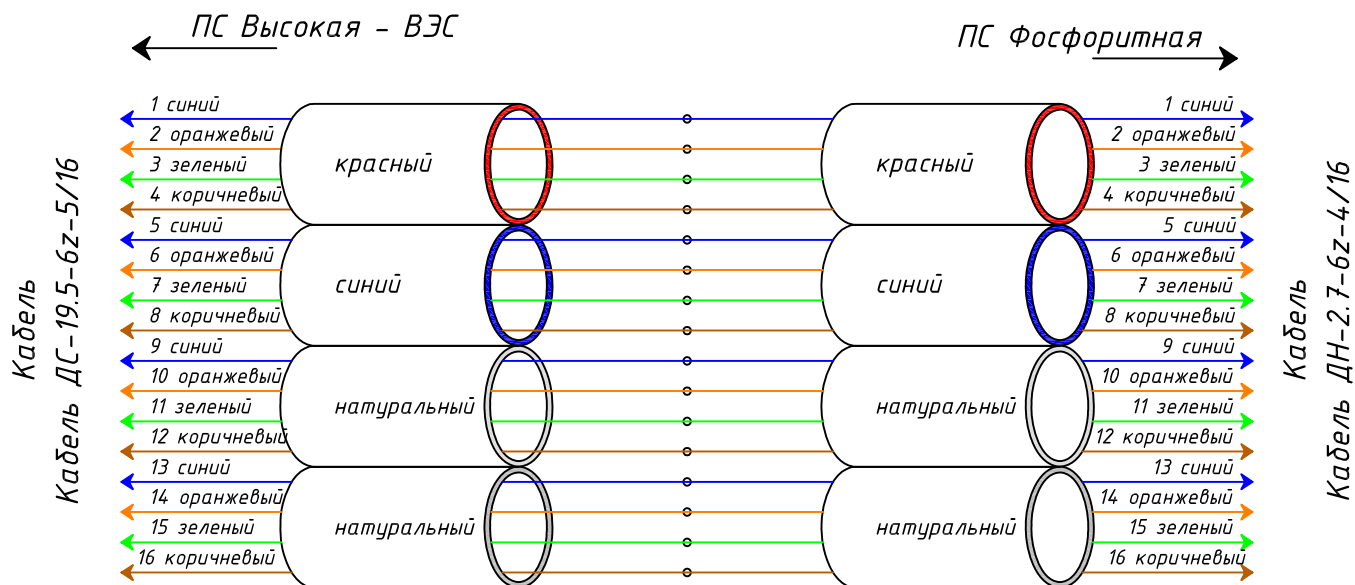 ПС Высокая - ВЭС
ПС Фосфоритная
Кабель
Кабель ДС-19.5-6z-5/16
1 синий
2 оранжевый
3 зеленый
4 коричневый
красный
5 синий
6 оранжевый
7 зеленый
8 коричневый
синий
9 синий
10 оранжевый
11 зеленый
12 коричневый
натуральный
13 синий
14 оранжевый
15 зеленый
16 коричневый
натуральный
красный
1 синий
2 оранжевый
3 зеленый
4 коричневый
синий
5 синий
6 оранжевый
7 зеленый
8 коричневый
натуральный
9 синий
10 оранжевый
11 зеленый
12 коричневый
натуральный
13 синий
14 оранжевый
15 зеленый
16 коричневый
Кабель
Кабель ДН-2.7-6z-4/16